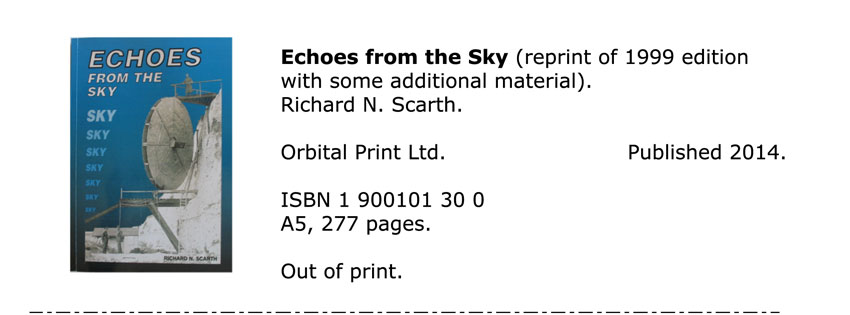 ECHOES
FROM THE
SKY
SKY
SKY
SKY
SKY
SKY
SKY
SKY
RICHARD N. SCARTH
Echoes from the Sky (reprint of 1999 edition
with some additional material).
Richard N. Scarth.
Orbital Print Ltd. Published 2014.
ISBN 1 900101 30 0
A5, 277 pages.
Out of print.